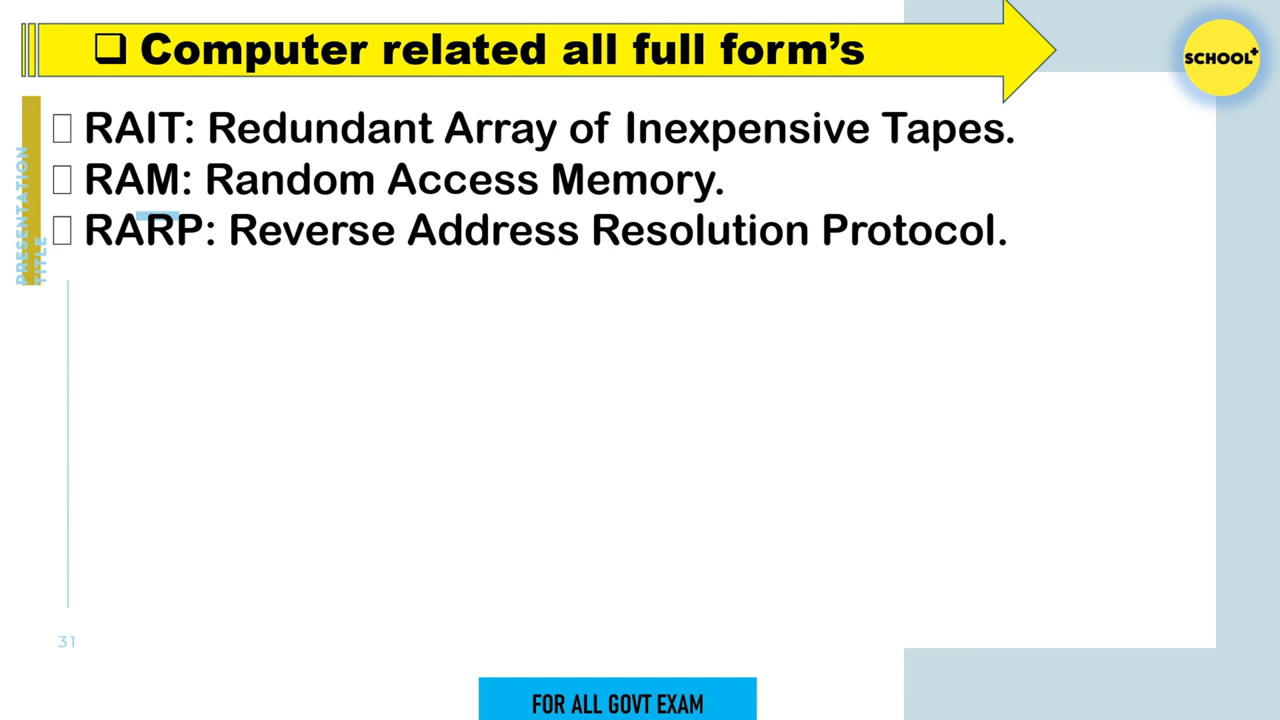 ❑ Computer related all full form’s
SCHOOL+
RAIT: Redundant Array of Inexpensive Tapes.
RAM: Random Access Memory.
RARP: Reverse Address Resolution Protocol.
PRESENTATION
TITLE
31
FOR ALL GOVT EXAM